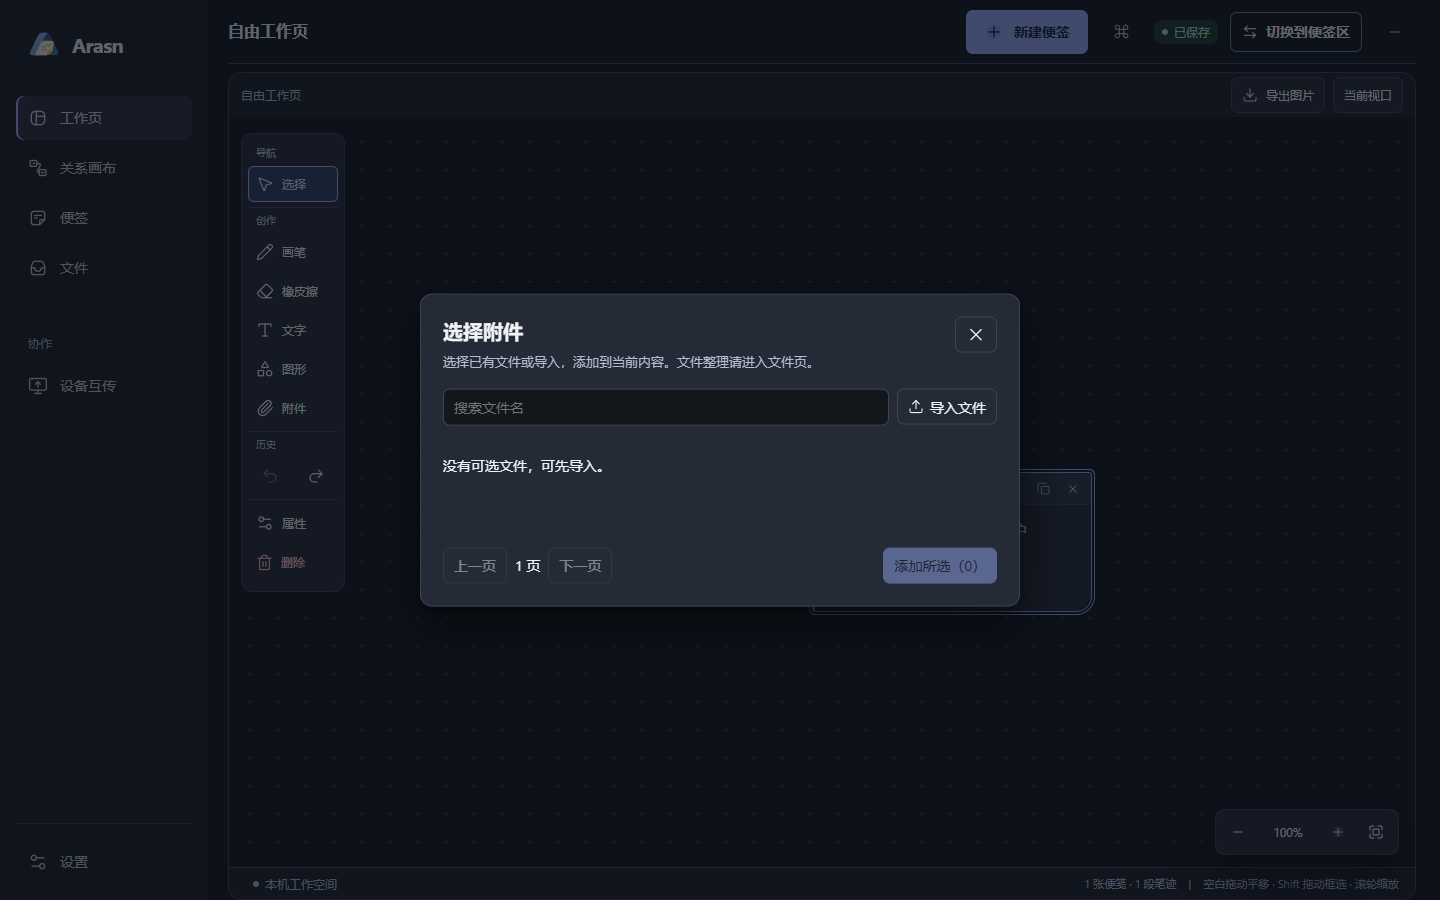 Arasn
工作页
关系画布
便签
文件
协作
设备互传
设置
自由工作页
新建便签
已保存
切换到便签区
自由工作页
导出图片
当前视口
导航
选择
创作
画笔
橡皮擦
文字
图形
附件
历史
属性
删除
选择附件
选择已有文件或导入，添加到当前内容。文件整理请进入文件页。
搜索文件名
导入文件
没有可选文件，可先导入。
上一页
1 页
下一页
添加所选（0）
100%
本机工作空间
1 张便笺 · 1 段笔迹 | 空白拖动平移 · Shift 拖动框选 · 滚轮缩放